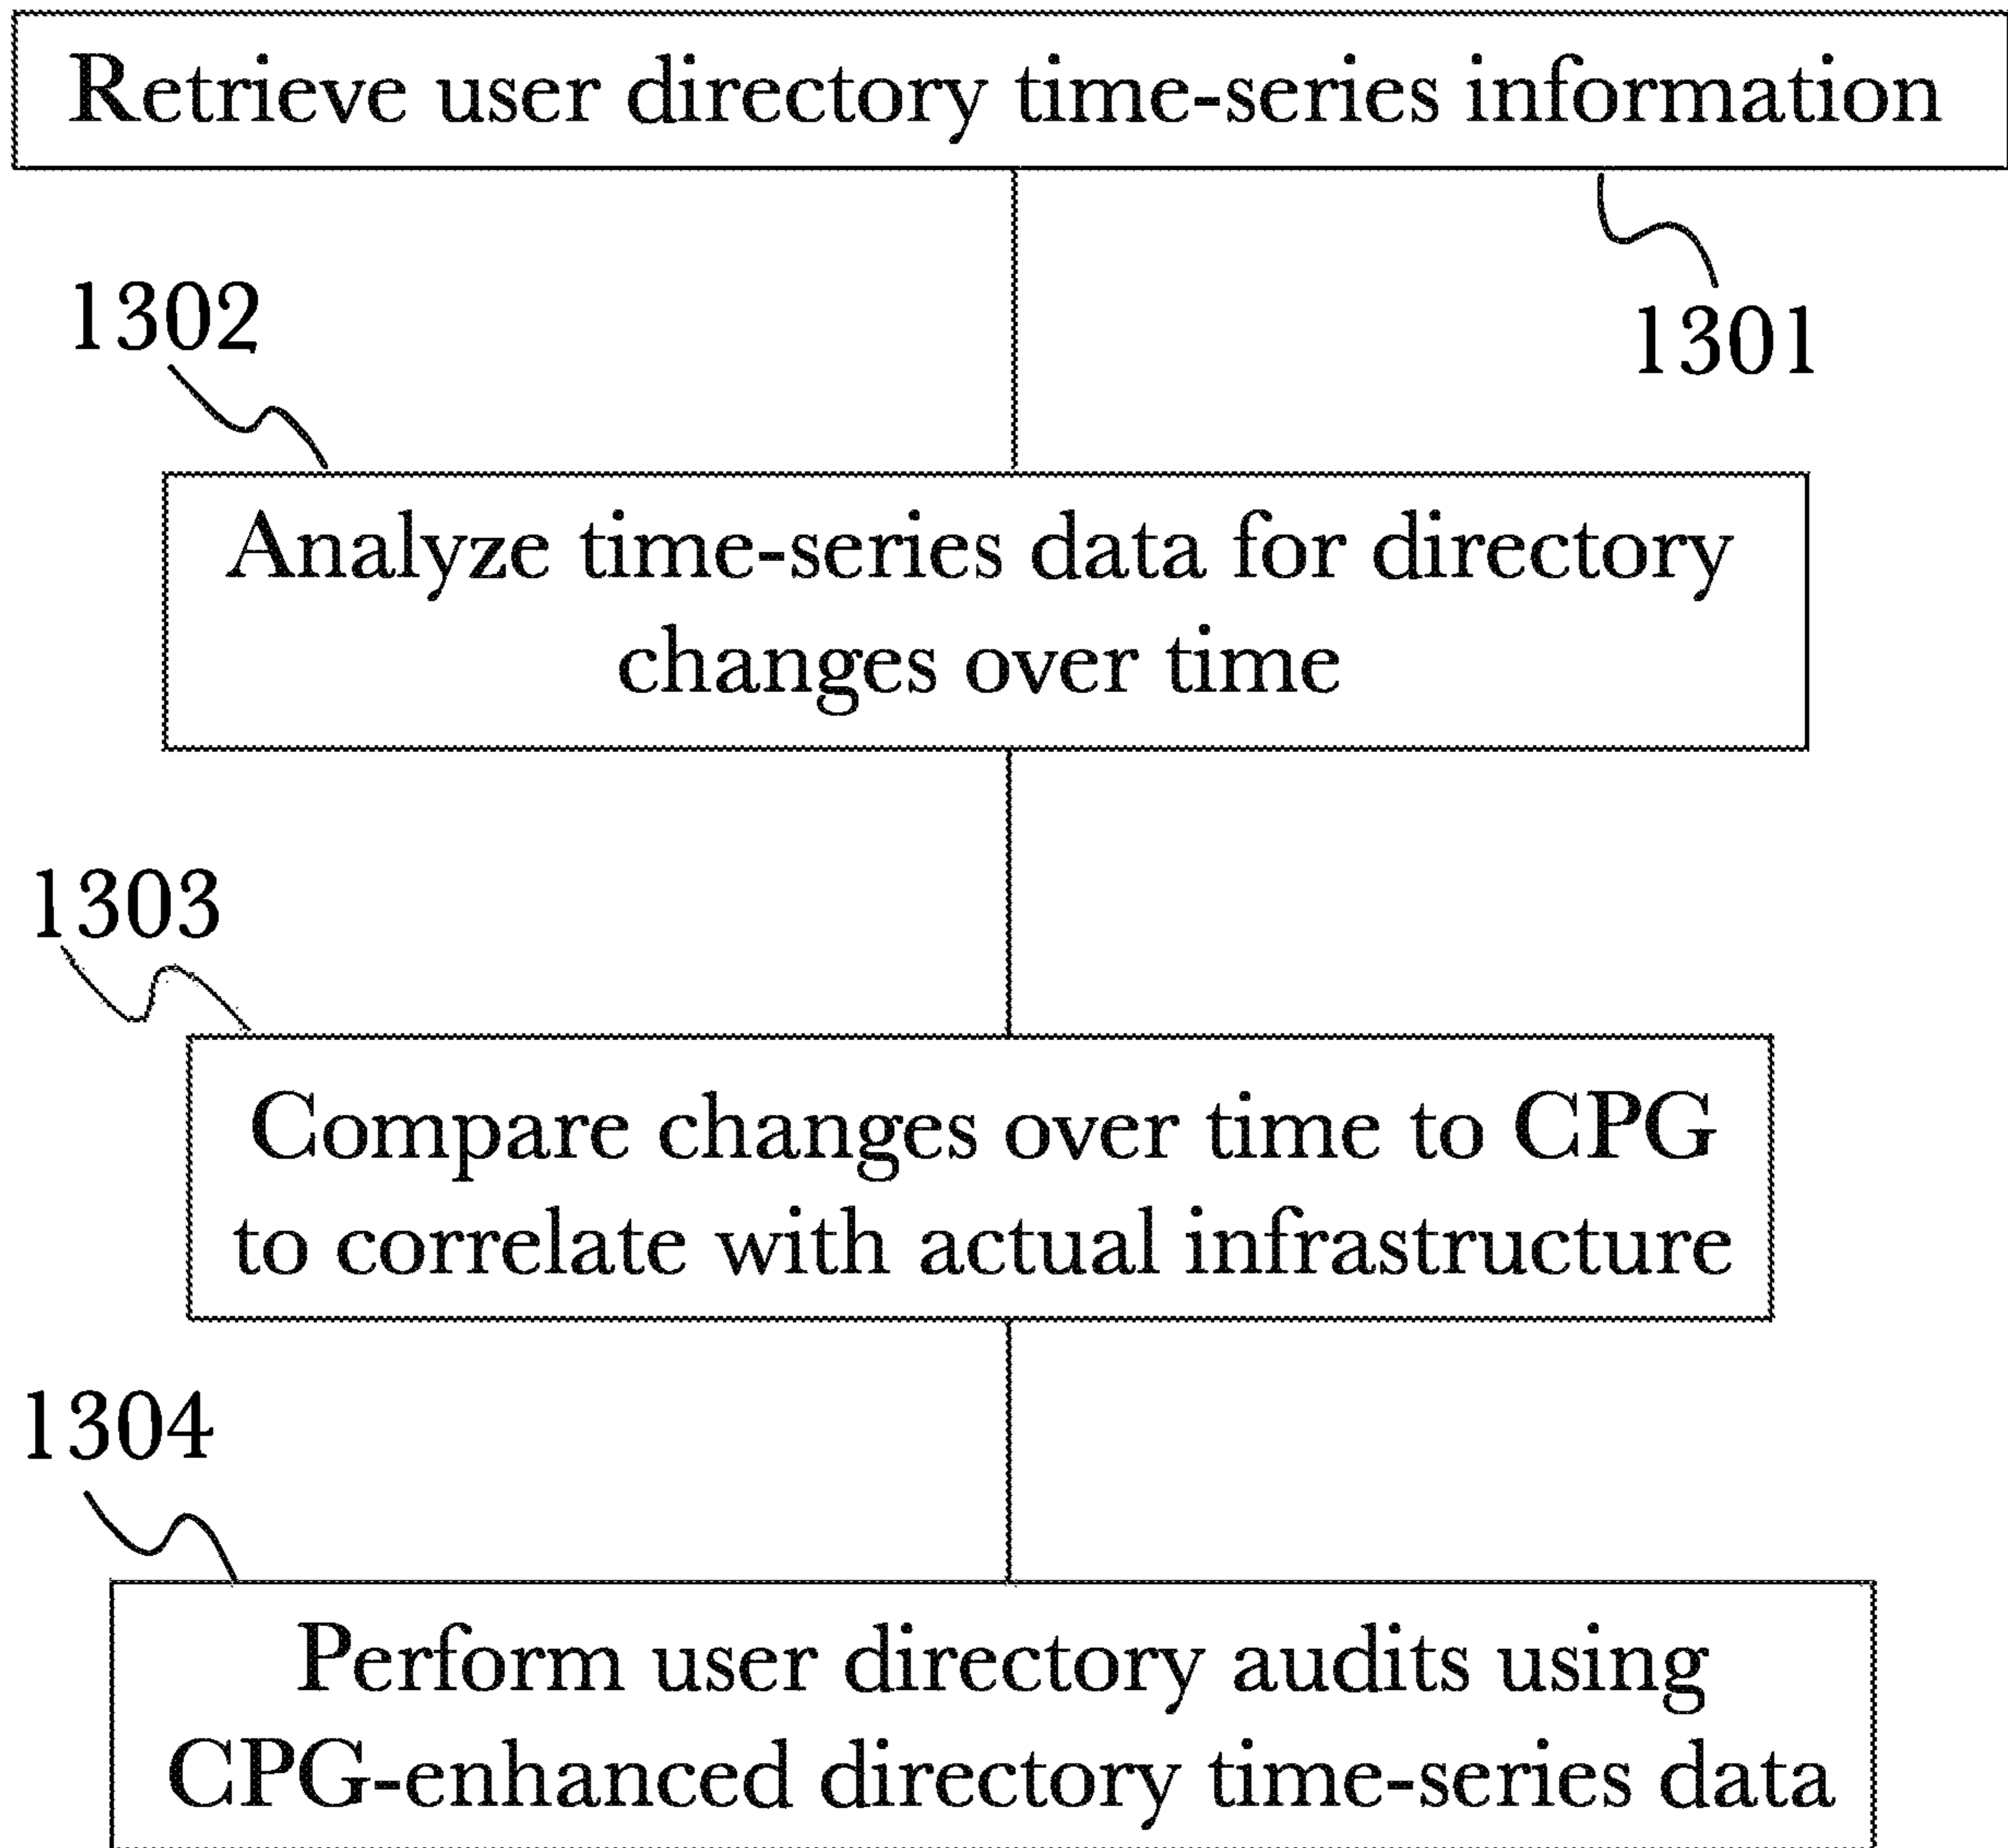 Retrieve user directory time-series information
1301
1302
Analyze time-series data for directory
changes over time
1303
Compare changes over time to CPG
to correlate with actual infrastructure
1304
Perform user directory audits using
CPG-enhanced directory time-series data